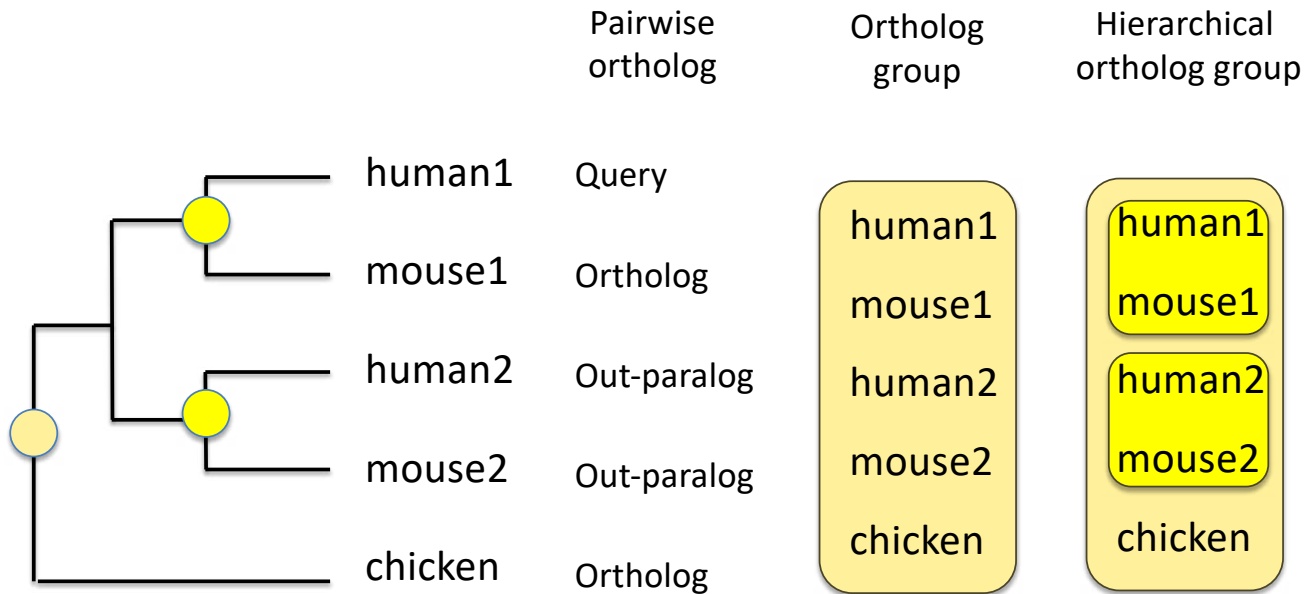 Pairwise
ortholog
Ortholog
group
Hierarchical
ortholog group
human1
Query
mouse1
Ortholog
human2
Out-paralog
mouse2
Out-paralog
chicken
Ortholog
human1
mouse1
human2
mouse2
chicken
human1
mouse1
human2
mouse2
chicken